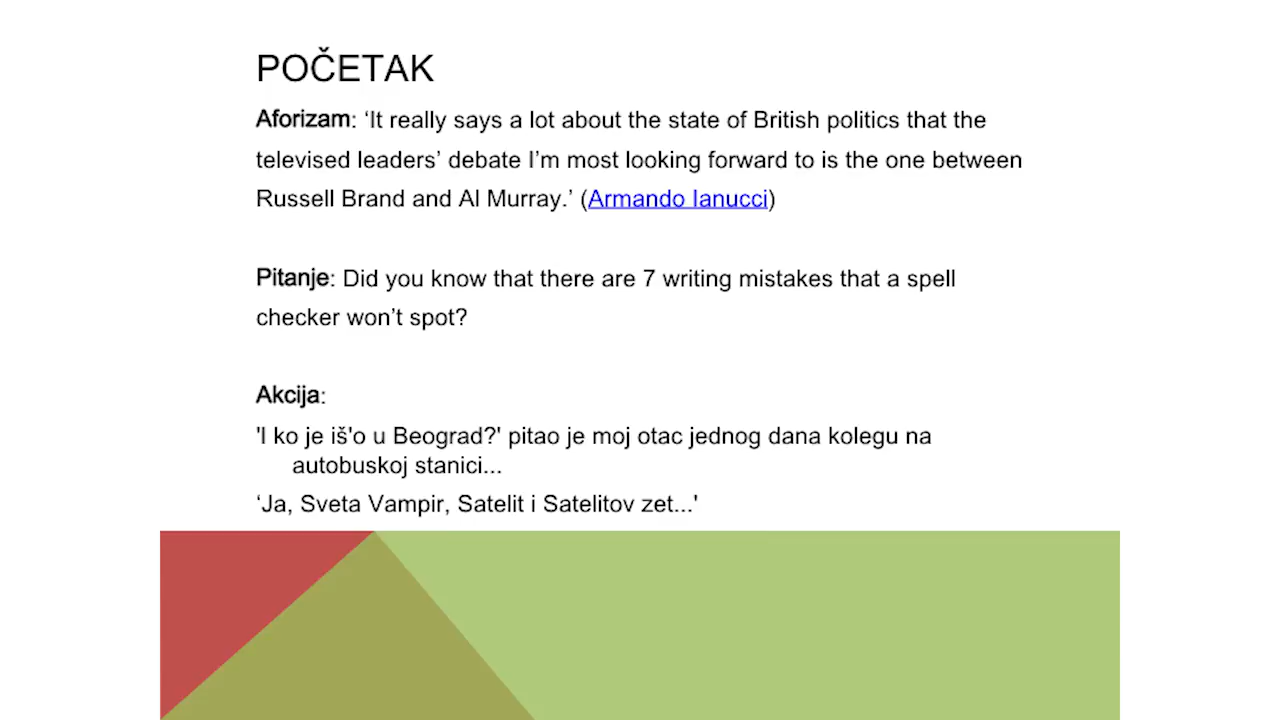 POČETAK
Aforizam: ‘It really says a lot about the state of British politics that the
televised leaders’ debate I’m most looking forward to is the one between
Russell Brand and Al Murray.’ (Armando Ianucci)
Pitanje: Did you know that there are 7 writing mistakes that a spell
checker won’t spot?
Akcija:
'I ko je iš'o u Beograd?' pitao je moj otac jednog dana kolegu na
autobuskoj stanici...
‘Ja, Sveta Vampir, Satelit i Satelitov zet...'